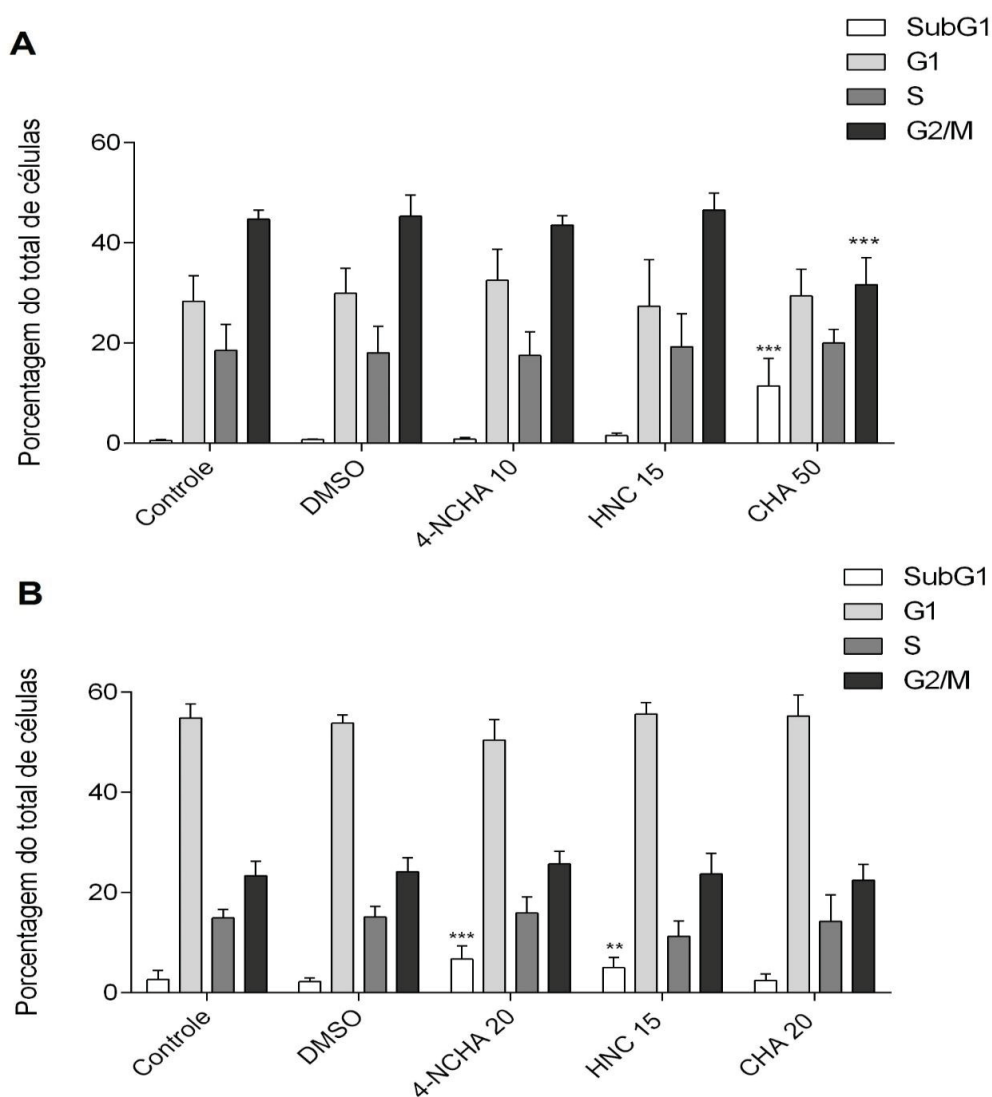 A
SubG1
G1
S
G2/M
Porcentagem do total de células
60
40
20
0
***
***
Controle
DMSO
4-NCHA 10
HNC 15
CHA 50
B
SubG1
G1
S
G2/M
Porcentagem do total de células
60
40
20
0
***
**
Controle
DMSO
4-NCHA 20
HNC 15
CHA 20